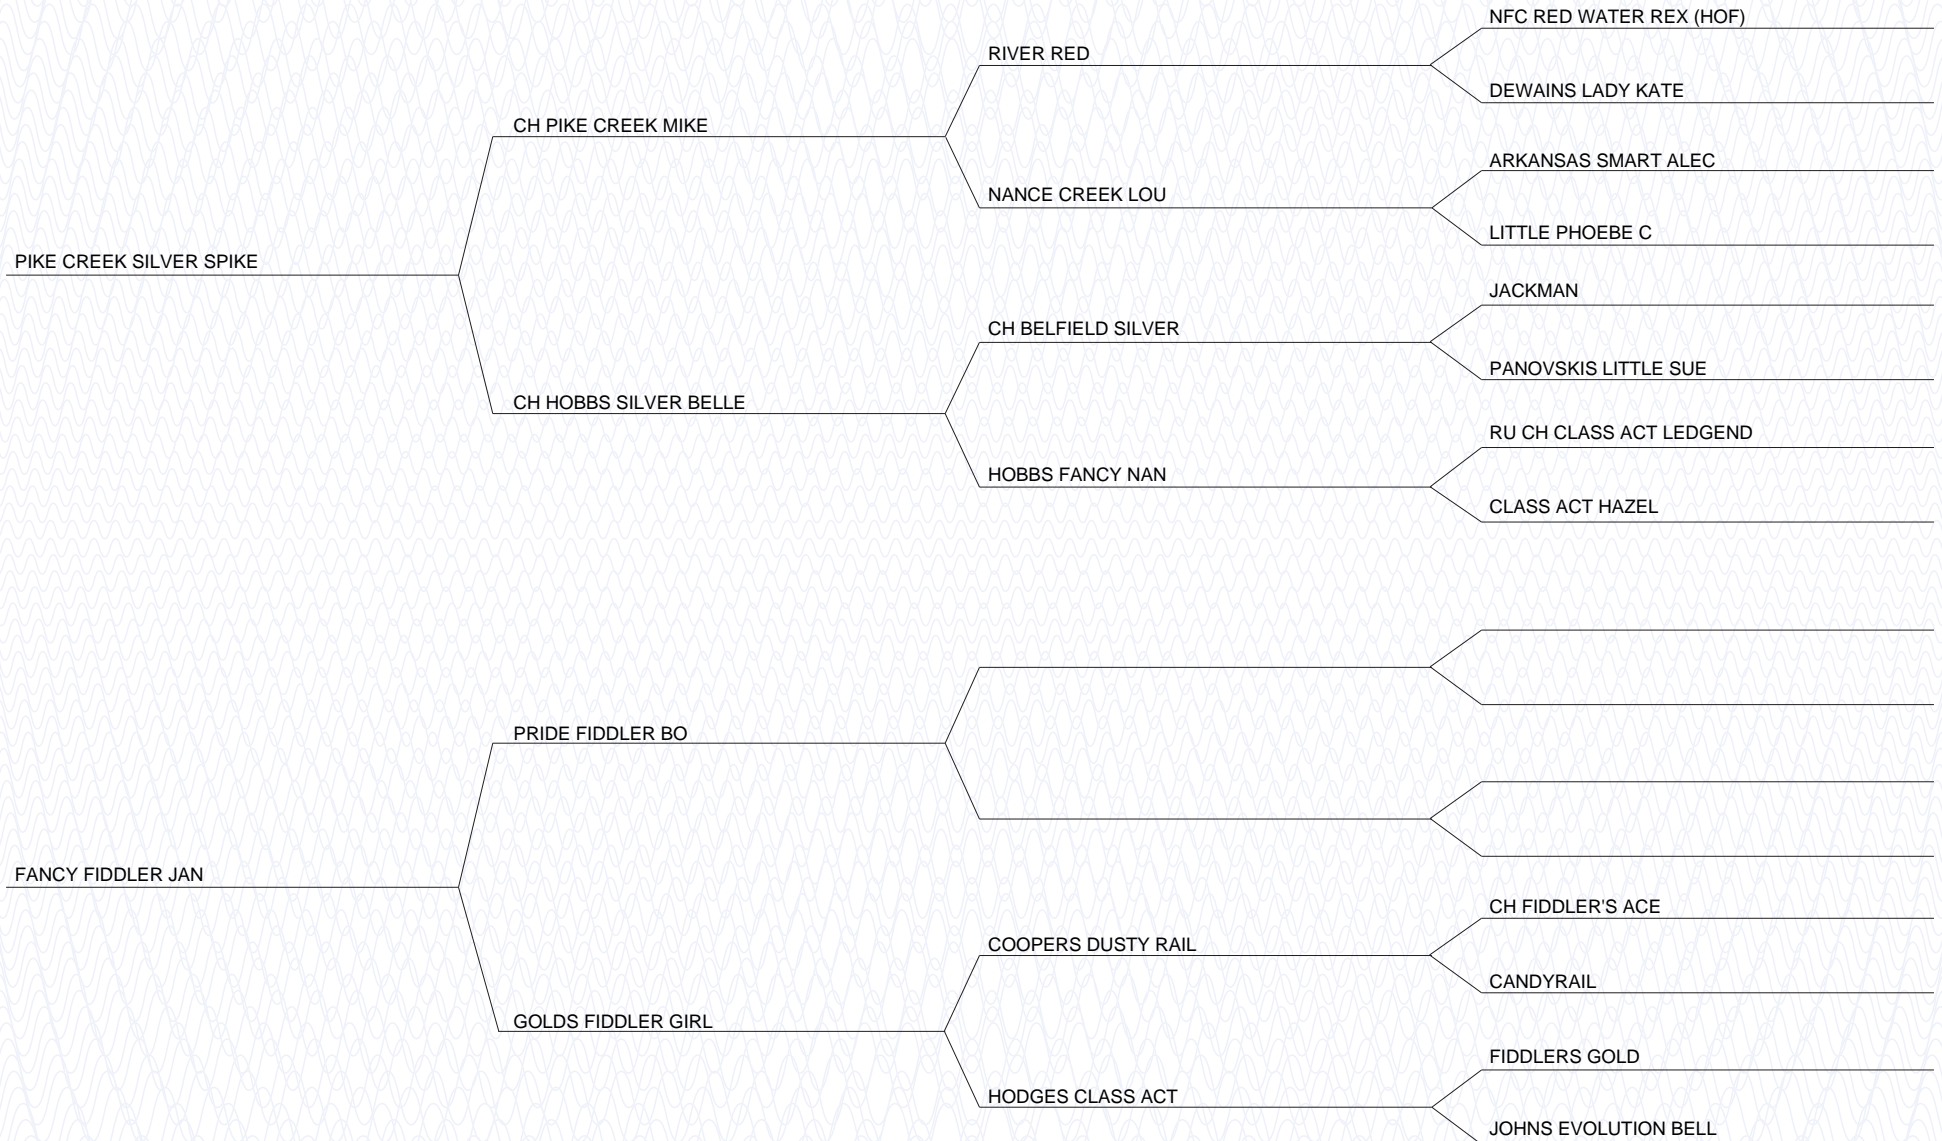 NFC RED WATER REX (HOF)
RIVER RED
DEWAINS LADY KATE
CH PIKE CREEK MIKE
ARKANSAS SMART ALEC
NANCE CREEK LOU
LITTLE PHOEBE C
PIKE CREEK SILVER SPIKE
JACKMAN
CH BELFIELD SILVER
PANOVSKIS LITTLE SUE
CH HOBBS SILVER BELLE
RU CH CLASS ACT LEDGEND
HOBBS FANCY NAN
CLASS ACT HAZEL
PRIDE FIDDLER BO
FANCY FIDDLER JAN
CH FIDDLER'S ACE
COOPERS DUSTY RAIL
CANDYRAIL
GOLDS FIDDLER GIRL
FIDDLERS GOLD
HODGES CLASS ACT
JOHNS EVOLUTION BELL